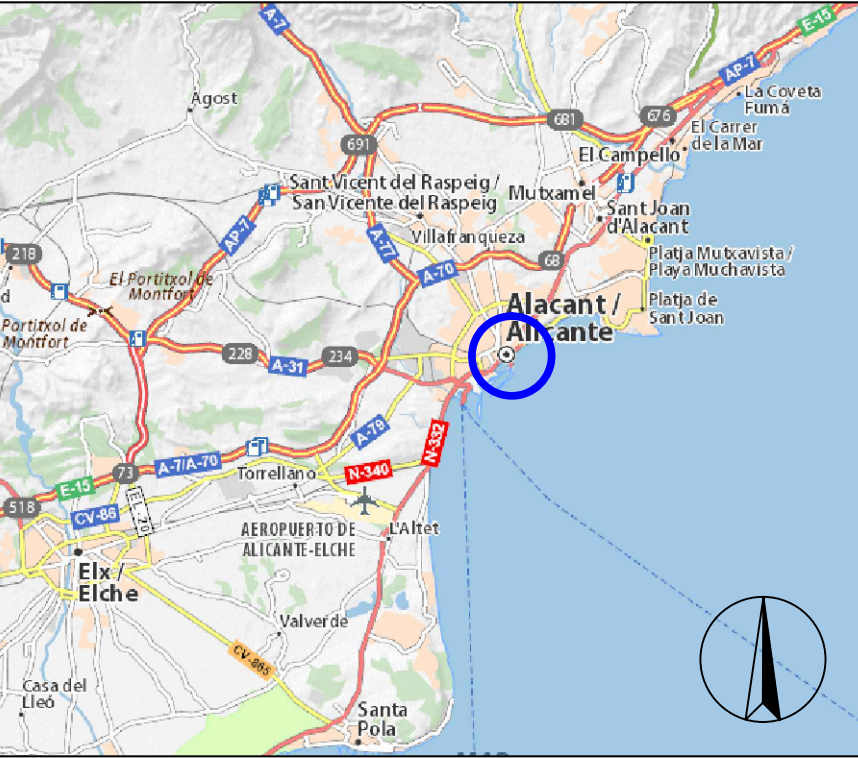 A-7
E-15
AP-7
La Coveta
Fumá
Agost
681
676
El Carrer
de la Mar
691
El Campello
Sant Vicent del Raspeig /
San Vicente del Raspeig
Mutxamel
Sant Joan
d'Alacant
AP-7
A-77
Villafranqueza
218
68
Platja Mutxavista /
Playa Muchavista
A-70
d
El Portitxol de
Montfort
Portitxol de
Montfort
Platja de
Sant Joan
Alacant /
Alicante
228
234
A-31
A-79
N-332
73
A-7/A-70
Torrellano
N-340
E-15
518
CV-86
EL-20
AEROPUERTO DE
ALICANTE-ELCHE
L'Altet
Elx /
Elche
Valverde
CV-865
Casa del
Lleó
Santa
Pola